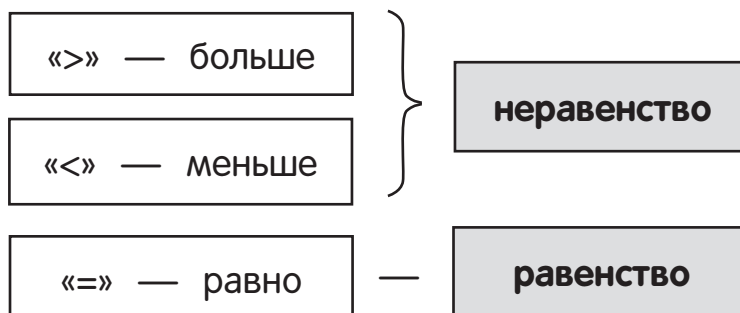 «>» — больше
неравенство
«<» — меньше
«=» — равно — равенство